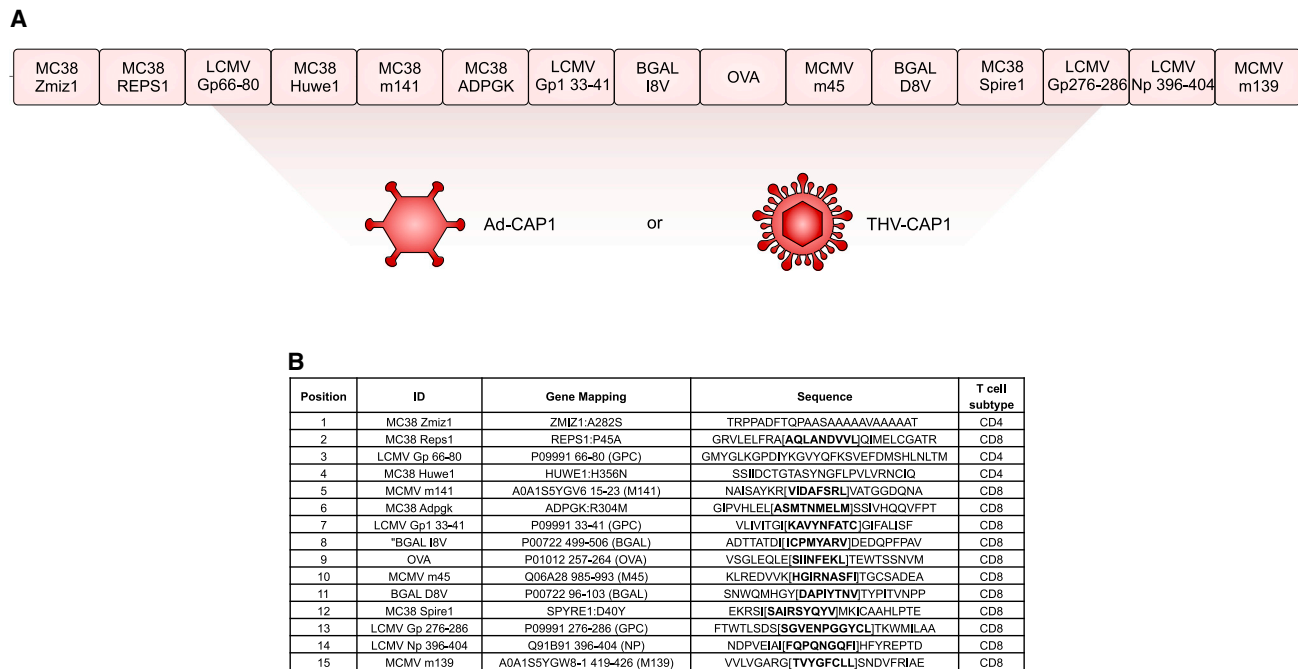 A
MC38 Zmiz1
MC38 REPS1
LCMV Gp66-80
MC38 Huwe1
MC38 m141
MC38 ADPGK
LCMV Gp1 33-41
BGAL I8V
OVA
MCMV m45
BGAL D8V
MC38 Spire1
LCMV Gp276-286
LCMV Np 396-404
MCMV m139
Ad-CAP1 or THV-CAP1
B
Position ID Gene Mapping Sequence T cell subtype
1 MC38 Zmiz1 ZMIZ1:A282S TRPPADFTQPAASAAAAAVAAAAAT CD4
2 MC38 Reps1 REPS1:P45A GRVLELFRA[AQLANDVVL]QIMELCGATR CD8
3 LCMV Gp 66-80 P09991 66-80 (GPC) GMYGLKGPDIYKGVYQFKSVEFDMSHLNLTM CD4
4 MC38 Huwe1 HUWE1:H356N SSIIDCTGTASYNGFLPVLVRNCIQ CD4
5 MCMV m141 A0A1S5YGV6 15-23 (M141) NAISAYKR[VIDAFSRL]VATGGDQNA CD8
6 MC38 Adpgk ADPGK:R304M GIPVHLEL[ASMTNMELM]SSIVHQQVFPT CD8
7 LCMV Gp1 33-41 P09991 33-41 (GPC) VLIVITGI[KAVYNFATC]GIFALISF CD8
8 "BGAL I8V P00722 499-506 (BGAL) ADTTATDI[ICPMYARV]DEDQPFPAV CD8
9 OVA P01012 257-264 (OVA) VSGLEQLE[SIINFEKL]TEWTSSNVM CD8
10 MCMV m45 Q06A28 985-993 (M45) KLREDVVK[HGIRNASFI]TGCSADEA CD8
11 BGAL D8V P00722 96-103 (BGAL) SNWQMHGY[DAPIYTNV]TYPITVNPP CD8
12 MC38 Spire1 SPYRE1:D40Y EKRSI[SAIRSYQYV]MKICAAHLPTE CD8
13 LCMV Gp 276-286 P09991 276-286 (GPC) FTWTLSDS[SGVENPGGYCL]TKWMILAA CD8
14 LCMV Np 396-404 Q91B91 396-404 (NP) NDPVEIAI[FQPQNGQFI]HFYREPTD CD8
15 MCMV m139 A0A1S5YGW8-1 419-426 (M139) VVLVGARG[TVYGFCLL]SNDVFRIAE CD8